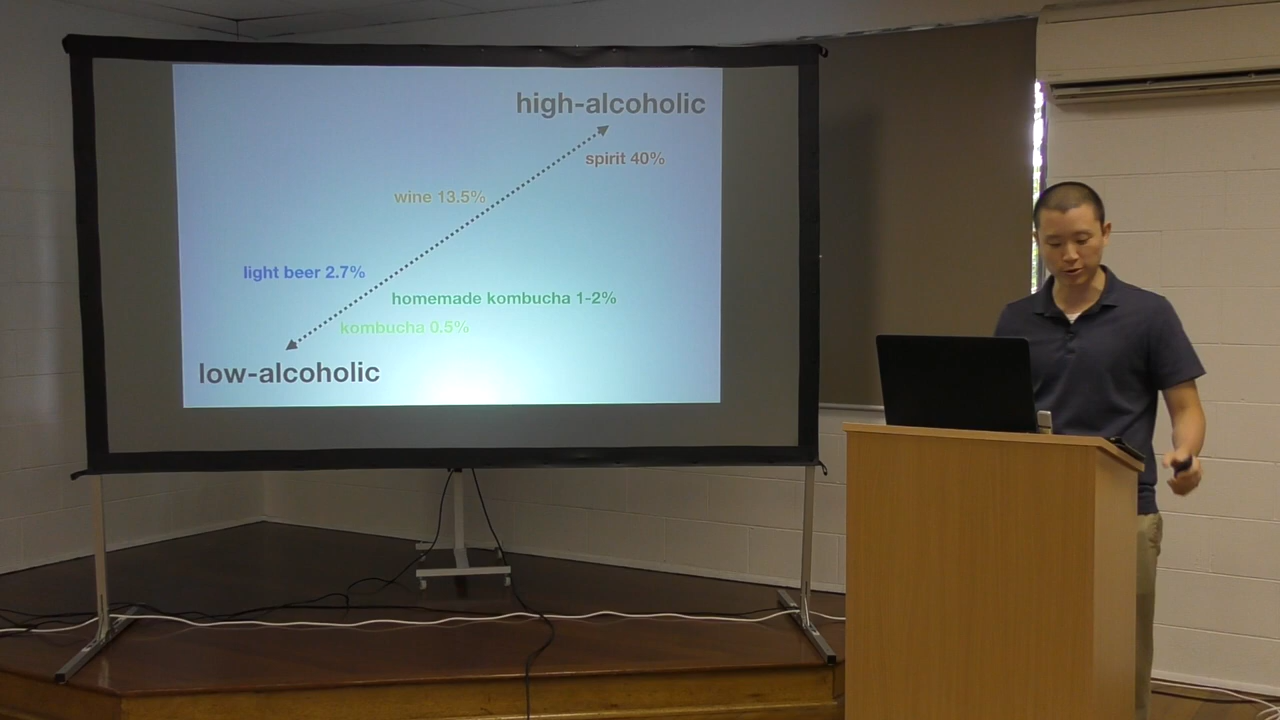 high-alcoholic
spirit 40%
wine 13.5%
light beer 2.7%
homemade kombucha 1-2%
kombucha 0.5%
low-alcoholic